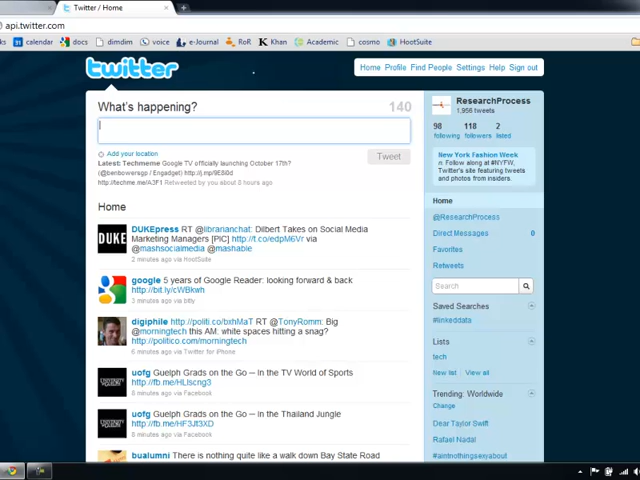 Twitter / Home
api.twitter.com
calendar docs dimdim voice e-Journal RoR Khan Academic cosmo HootSuite
twitter
Home Profile Find People Settings Help Sign out
What's happening? 140
Add your location
Latest: Techmeme Google TV officially launching October 17th?
(@benbowersgp / Engadget)
Retweeted by you about 8 hours ago
Tweet
Home
DUKEpress RT @librarianchat: Dilbert Takes on Social Media
Marketing Managers [PIC] http://t.co/edpM6Vr via
@mashsocialmedia @mashable
2 minutes ago via HootSuite
google 5 years of Google Reader: looking forward & back
http://bit.ly/cWBkwh
3 minutes ago via bitly
digiphile http://politi.co/bxhMaT RT @TonyRomm: Big
@morningtech this AM. white spaces hitting a snag?
http://politico.com/morningtech
6 minutes ago via Twitter for iPhone
uofg Guelph Grads on the Go – In the TV World of Sports
http://fb.me/HLIscng3
8 minutes ago via Facebook
uofg Guelph Grads on the Go – In the Thailand Jungle
http://fb.me/HF3Jt3XD
8 minutes ago via Facebook
bualumni There is nothing quite like a walk down Bay State Road
DUKE
ResearchProcess
1,956 tweets
98 118 2
following followers listed
New York Fashion Week
Follow along at #NYFW,
Twitter's site featuring tweets
and photos from insiders.
Home
@ResearchProcess
Direct Messages 0
Favorites
Retweets
Search
Saved Searches
#linkeddata
Lists
tech
New list View all
Trending: Worldwide
Change
Dear Taylor Swift
Rafael Nadal
#aintnothingsexyabout